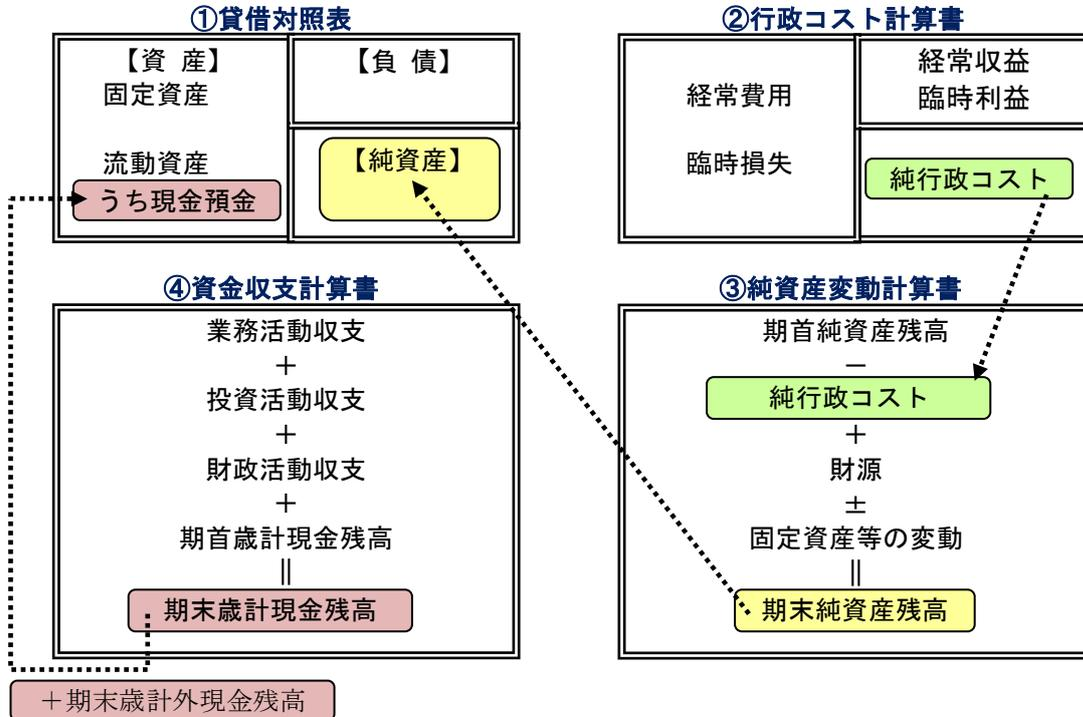 ①貸借対照表
【資 産】
固定資産
流動資産
うち現金預金
【負 債】
【純資産】
②行政コスト計算書
経常費用
臨時損失
経常収益
臨時利益
純行政コスト
④資金収支計算書
業務活動収支
＋
投資活動収支
＋
財政活動収支
＋
期首歳計現金残高
||
期末歳計現金残高
＋期末歳計外現金残高
③純資産変動計算書
期首純資産残高
－
純行政コスト
＋
財源
±
固定資産等の変動
||
期末純資産残高